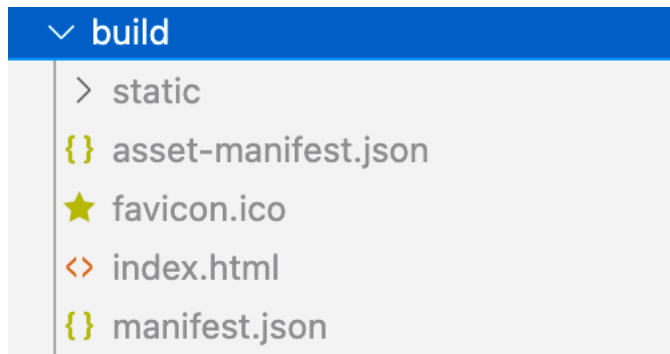 build
static
asset-manifest.json
favicon.ico
index.html
manifest.json